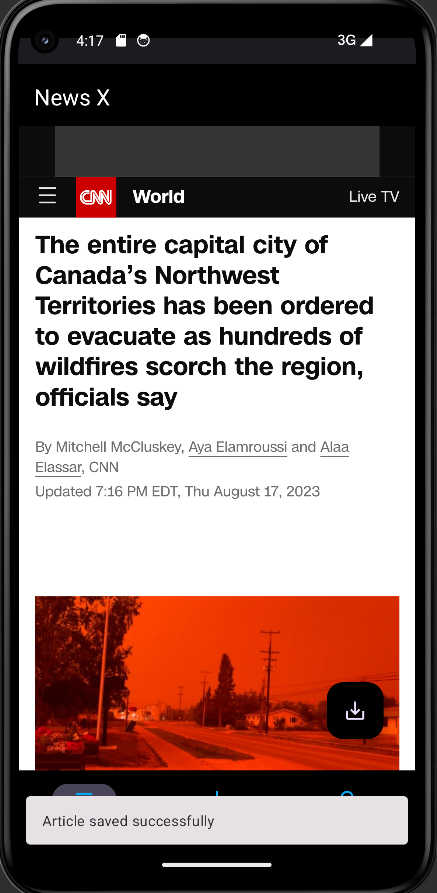 4:17 3G
News X
CNN World Live TV
The entire capital city of
Canada’s Northwest
Territories has been ordered
to evacuate as hundreds of
wildfires scorch the region,
officials say
By Mitchell McCluskey, Aya Elamroussi and Alaa
Elassar, CNN
Updated 7:16 PM EDT, Thu August 17, 2023
Article saved successfully